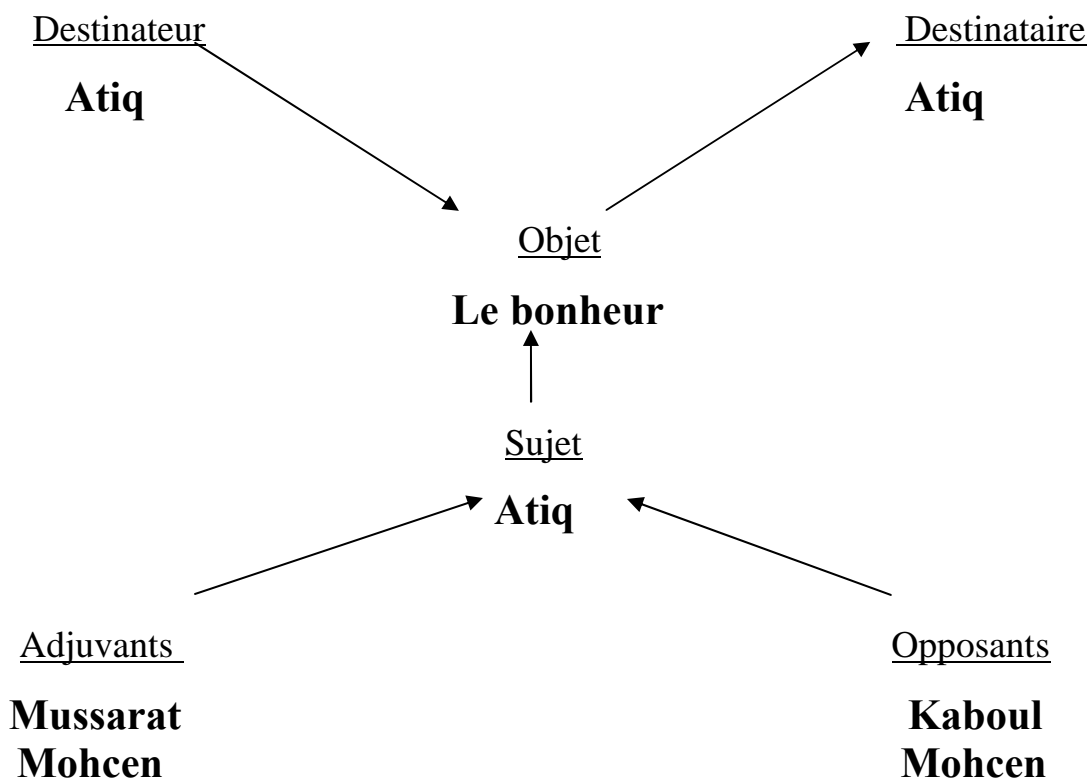 Destinateur
Destinataire
Atiq
Atiq
Objet
Le bonheur
Sujet
Atiq
Adjuvants
Opposants
Mussarat
Kaboul
Mohcen
Mohcen